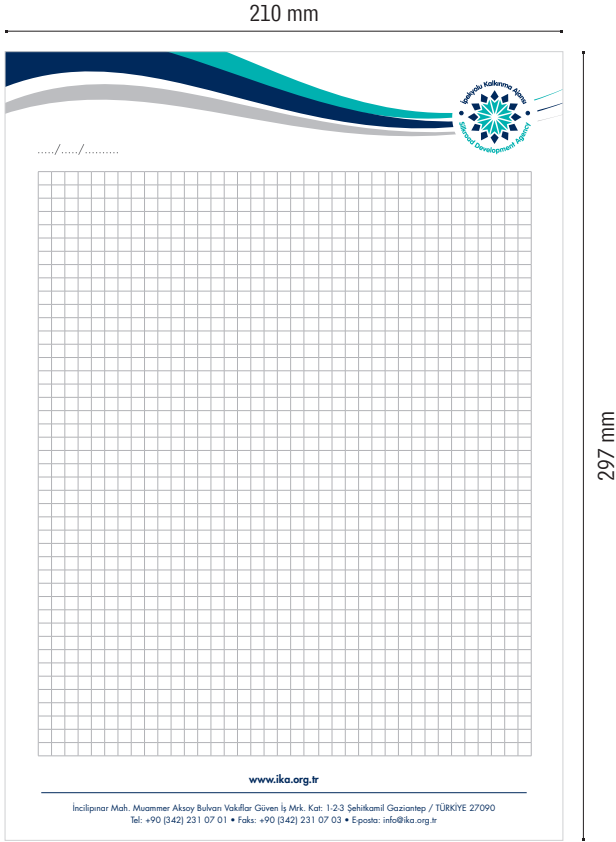 210 mm
İpekyolu Kalkınma Ajansı
Silkroad Development Agency
...../...../..........
297 mm
www.ika.org.tr
İncilipınar Mah. Muammer Aksoy Bulvarı Vakıflar Güven İş Mrk. Kat: 1-2-3 Şehitkamil Gaziantep / TÜRKİYE 27090
Tel: +90 (342) 231 07 01 • Faks: +90 (342) 231 07 03 • E-posta: info@ika.org.tr